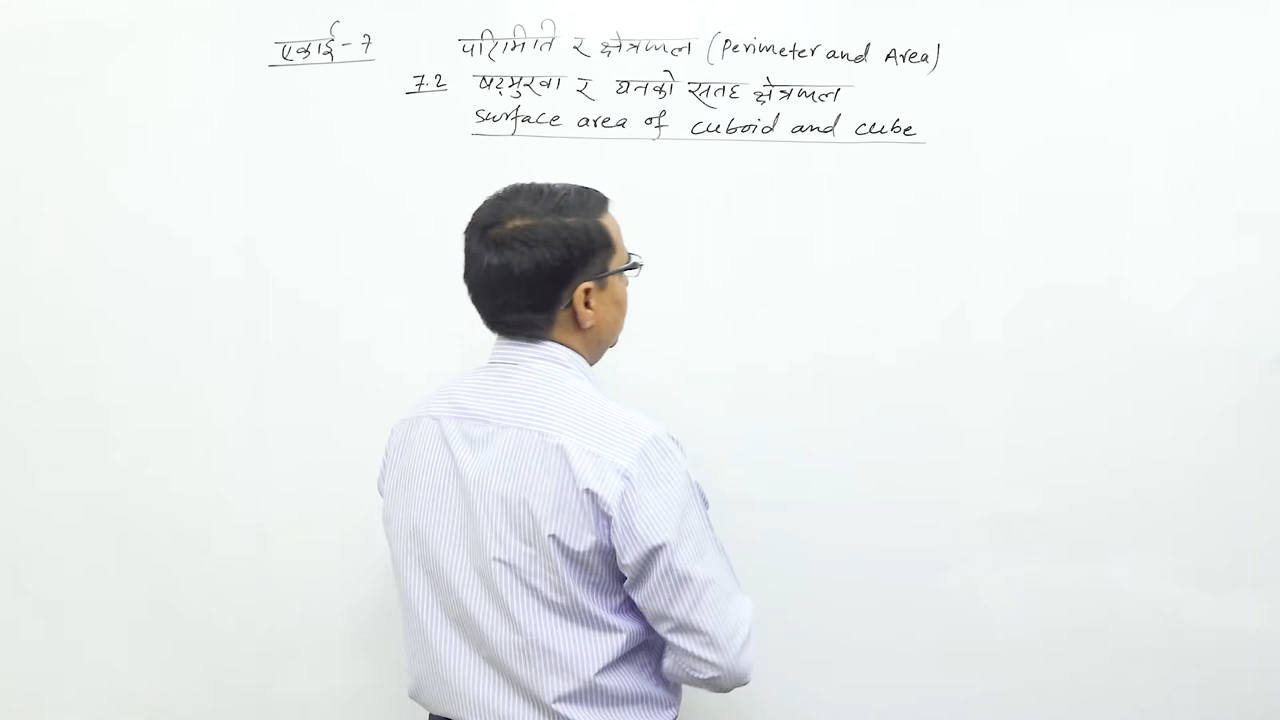 एकाई-7 परिमिति र क्षेत्रफल (Perimeter and Area)
7.2 षट्मुखा र घनको सतह क्षेत्रफल
surface area of cuboid and cube